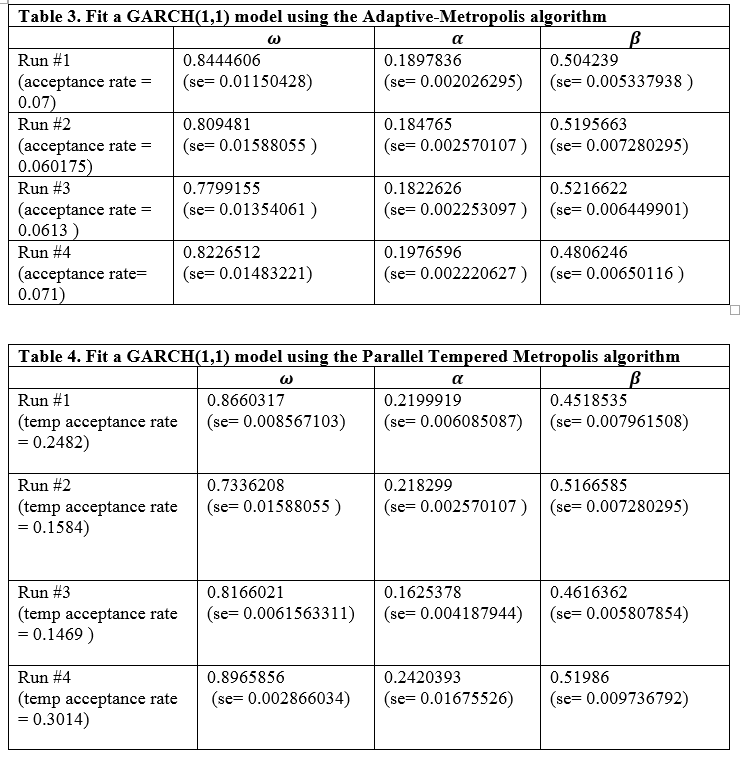 Table 3. Fit a GARCH(1,1) model using the Adaptive-Metropolis algorithm
ω α β
Run #1 0.8444606 0.1897836 0.504239
(acceptance rate = (se= 0.01150428) (se= 0.002026295) (se= 0.005337938 )
0.07)
Run #2 0.809481 0.184765 0.5195663
(acceptance rate = (se= 0.01588055 ) (se= 0.002570107 ) (se= 0.007280295)
0.060175)
Run #3 0.7799155 0.1822626 0.5216622
(acceptance rate = (se= 0.01354061 ) (se= 0.002253097 ) (se= 0.006449901)
0.0613 )
Run #4 0.8226512 0.1976596 0.4806246
(acceptance rate= (se= 0.01483221) (se= 0.002220627 ) (se= 0.00650116 )
0.071)
Table 4. Fit a GARCH(1,1) model using the Parallel Tempered Metropolis algorithm
ω α β
Run #1 0.8660317 0.2199919 0.4518535
(temp acceptance rate (se= 0.008567103) (se= 0.006085087) (se= 0.007961508)
= 0.2482)
Run #2 0.7336208 0.218299 0.5166585
(temp acceptance rate (se= 0.01588055 ) (se= 0.002570107 ) (se= 0.007280295)
= 0.1584)
Run #3 0.8166021 0.1625378 0.4616362
(temp acceptance rate (se= 0.0061563311) (se= 0.004187944) (se= 0.005807854)
= 0.1469 )
Run #4 0.8965856 0.2420393 0.51986
(temp acceptance rate (se= 0.002866034) (se= 0.01675526) (se= 0.009736792)
= 0.3014)